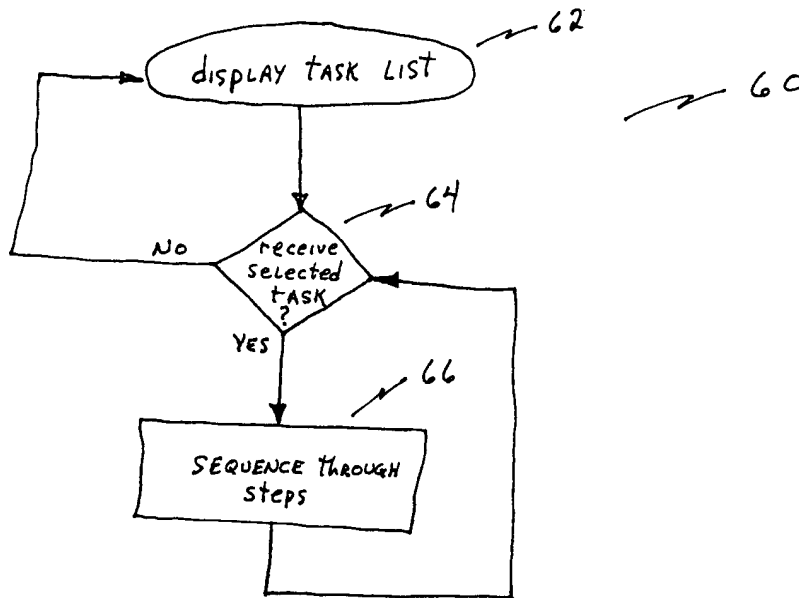 62
display TASK LIST
60
64
NO
receive
selected
TASK
?
YES
66
SEQUENCE THROUGH
steps